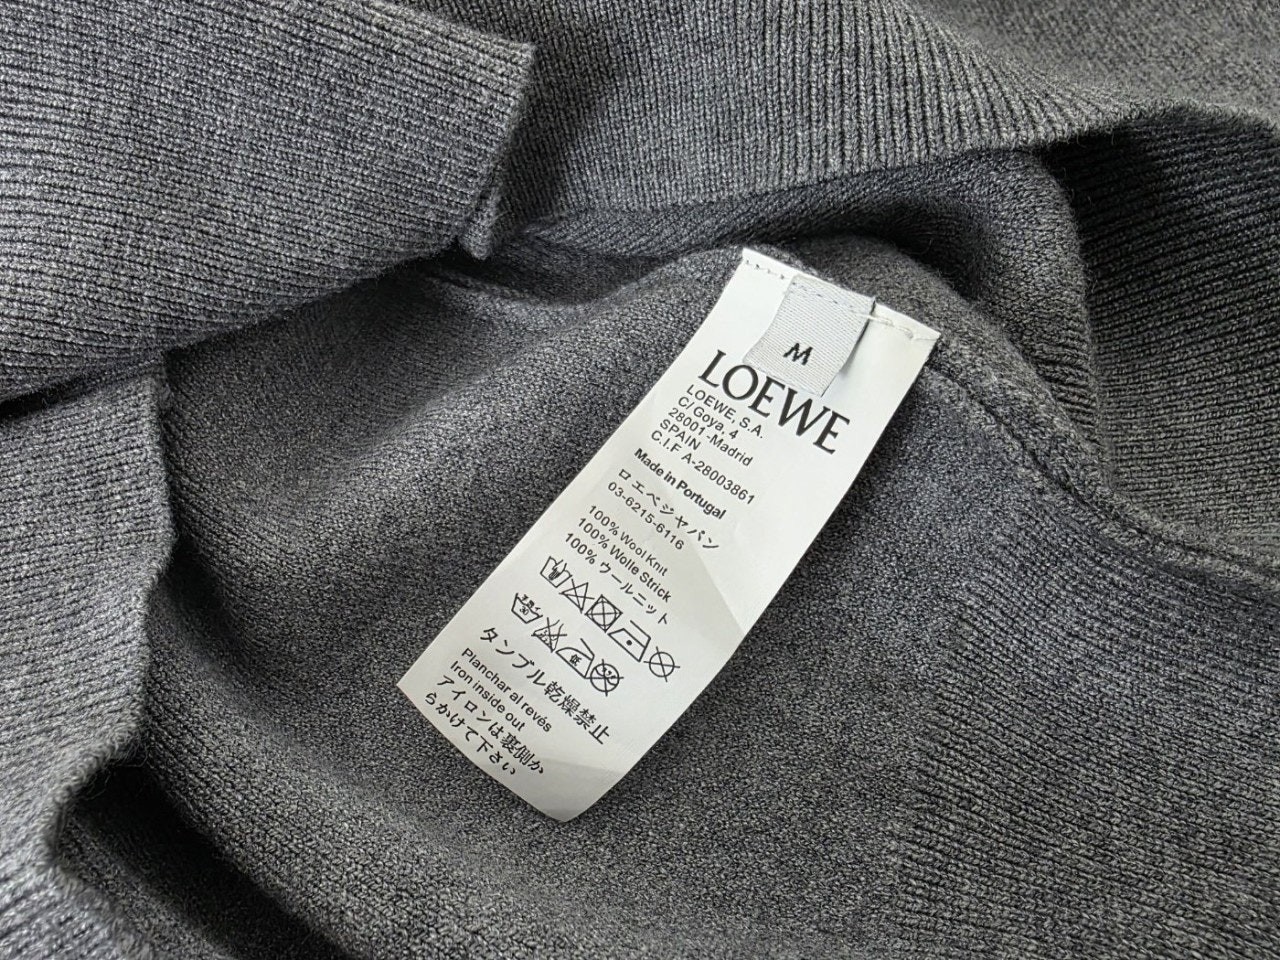 M
LOEWE
LOEWE, S.A.
C/Goya, 4
28001 -Madrid
SPAIN
C.I.F A-28003861
Made in Portugal
ロエベジャパン
03-6215-6116
100% Wool Knit
100% Wolle Strick
100% ウールニット
タンブル乾燥禁止
Planchar al revés
Iron inside out
アイロンは裏側か
らかけて下さい